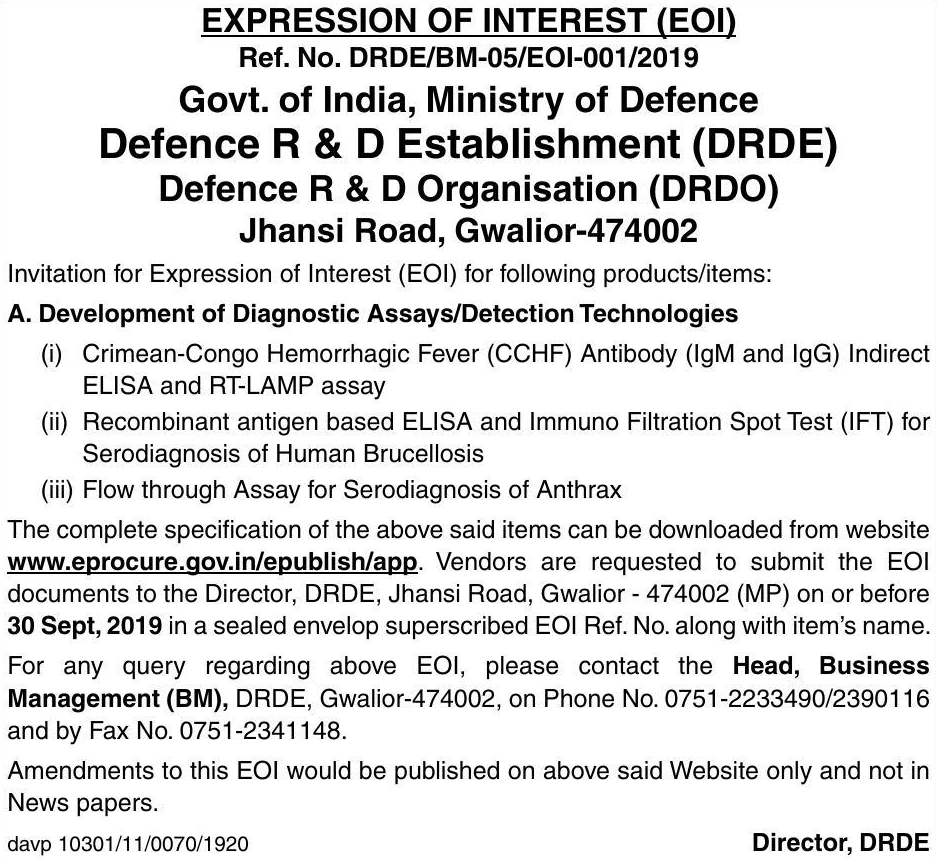 EXPRESSION OF INTEREST (EOI)
Ref. No. DRDE/BM-05/EOI-001/2019
Govt. of India, Ministry of Defence
Defence R & D Establishment (DRDE)
Defence R & D Organisation (DRDO)
Jhansi Road, Gwalior-474002
Invitation for Expression of Interest (EOI) for following products/items:
A. Development of Diagnostic Assays/Detection Technologies
(i) Crimean-Congo Hemorrhagic Fever (CCHF) Antibody (IgM and IgG) Indirect
ELISA and RT-LAMP assay
(ii) Recombinant antigen based ELISA and Immuno Filtration Spot Test (IFT) for
Serodiagnosis of Human Brucellosis
(iii) Flow through Assay for Serodiagnosis of Anthrax
The complete specification of the above said items can be downloaded from website
www.eprocure.gov.in/epublish/app. Vendors are requested to submit the EOI
documents to the Director, DRDE, Jhansi Road, Gwalior - 474002 (MP) on or before
30 Sept, 2019 in a sealed envelop superscribed EOI Ref. No. along with item's name.
For any query regarding above EOI, please contact the Head, Business
Management (BM), DRDE, Gwalior-474002, on Phone No. 0751-2233490/2390116
and by Fax No. 0751-2341148.
Amendments to this EOI would be published on above said Website only and not in
News papers.
davp 10301/11/0070/1920
Director, DRDE